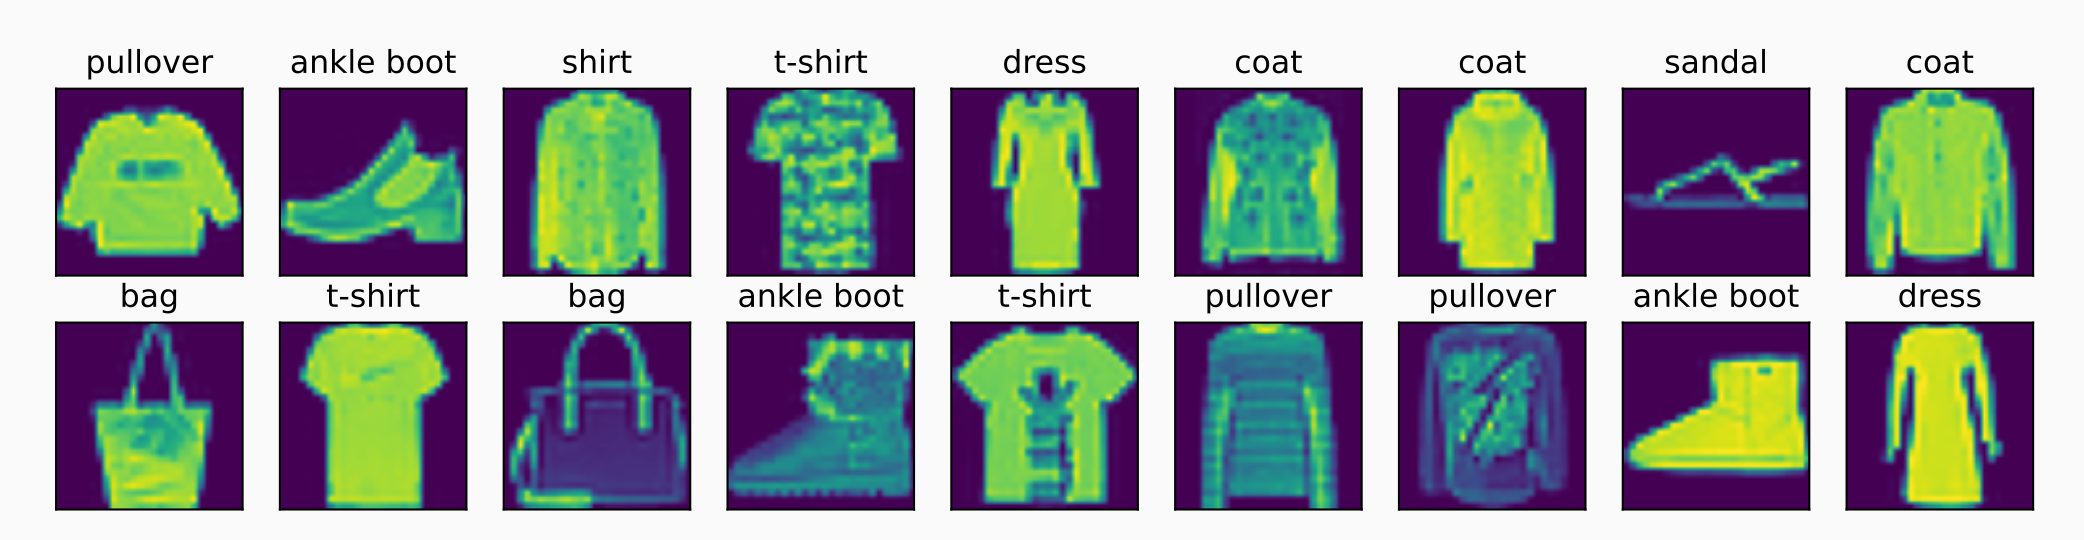 pullover ankle boot shirt t-shirt dress coat coat sandal coat
bag t-shirt bag ankle boot t-shirt pullover pullover ankle boot dress